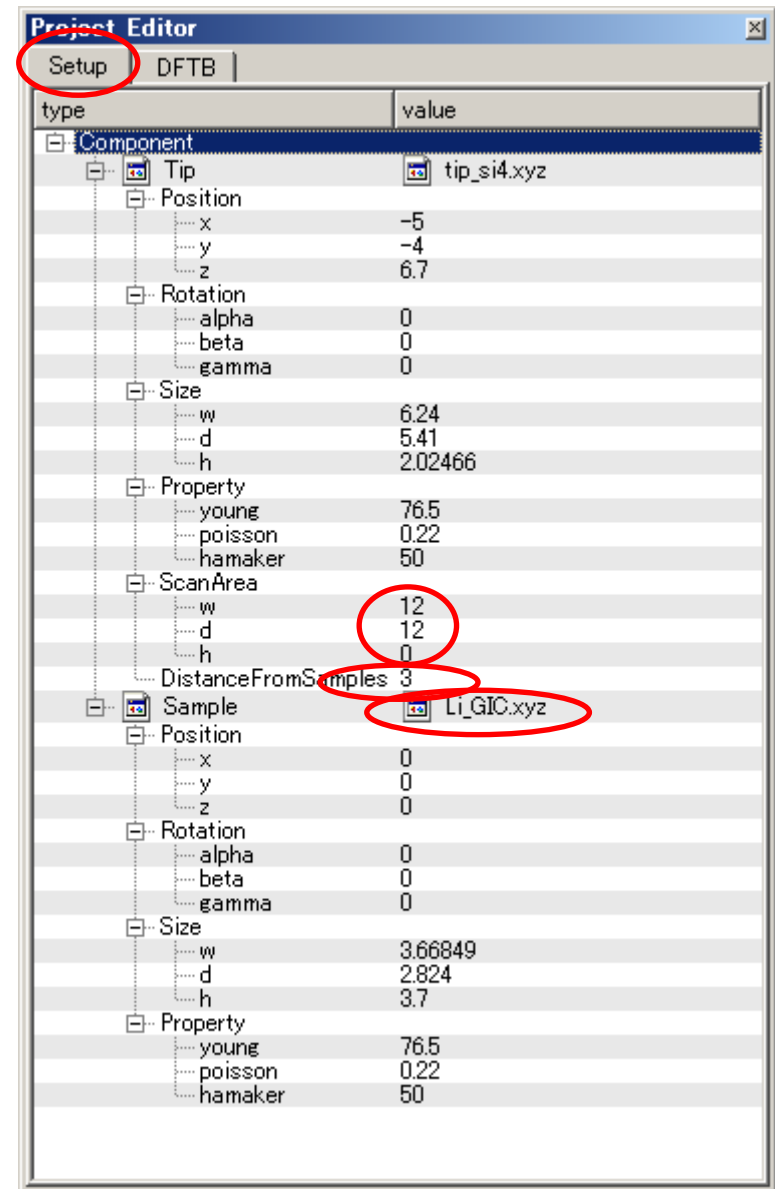 Project Editor
Setup DFTB
type value
Component
Tip tip_si4.xyz
Position
x -5
y -4
z 6.7
Rotation
alpha 0
beta 0
gamma 0
Size
w 6.24
d 5.41
h 2.02466
Property
young 76.5
poisson 0.22
hamaker 50
ScanArea
w 12
d 12
h 0
DistanceFromSamples 3
Sample Li_GIC.xyz
Position
x 0
y 0
z 0
Rotation
alpha 0
beta 0
gamma 0
Size
w 3.66849
d 2.824
h 3.7
Property
young 76.5
poisson 0.22
hamaker 50